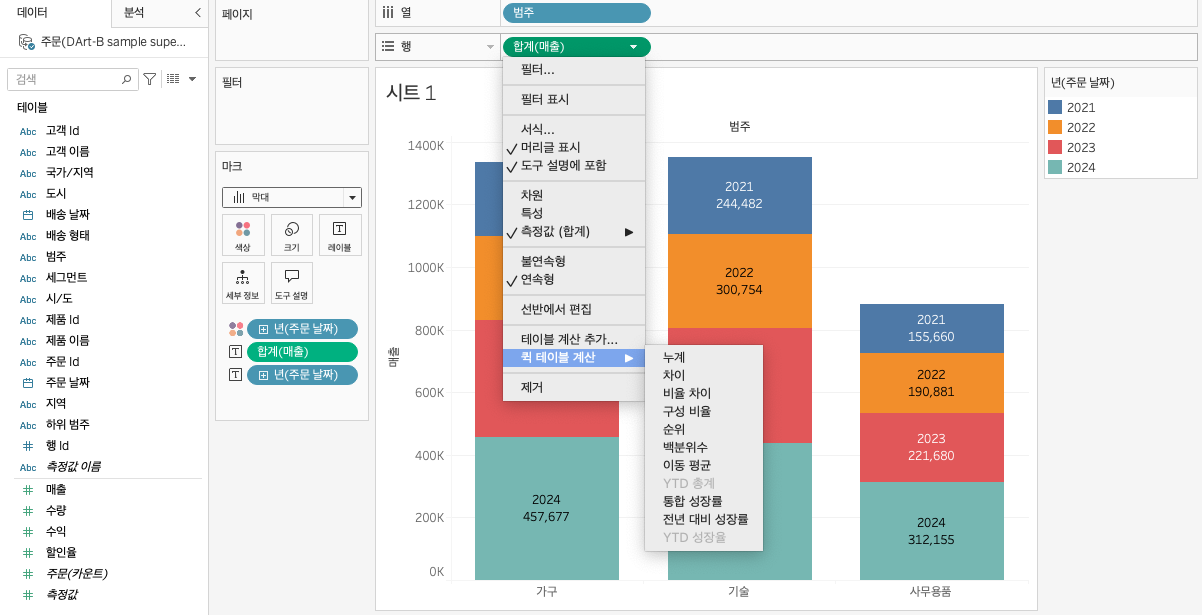 데이터
분석
주문(DArt-B sample supe...
검색
테이블
Abc 고객 Id
Abc 고객 이름
Abc 국가/지역
Abc 도시
배송 날짜
Abc 배송 형태
Abc 범주
Abc 세그먼트
Abc 시/도
Abc 제품 Id
Abc 제품 이름
Abc 주문 Id
주문 날짜
Abc 지역
Abc 하위 범주
# 행 Id
Abc 측정값 이름
# 매출
# 수량
# 수익
# 할인율
# 주문(카운트)
# 측정값
페이지
필터
마크
막대
색상
크기
T 레이블
세부 정보
도구 설명
년(주문 날짜)
T 합계(매출)
T 년(주문 날짜)
열
범주
행
합계(매출)
시트 1
범주
매출
1400K
1200K
1000K
800K
600K
400K
200K
0K
2024
457,677
2021
244,482
2022
300,754
2021
155,660
2022
190,881
2023
221,680
2024
312,155
가구
기술
사무용품
필터...
필터 표시
서식...
머리글 표시
도구 설명에 포함
차원
특성
측정값 (합계)
불연속형
연속형
선반에서 편집
테이블 계산 추가...
퀵 테이블 계산
제거
누계
차이
비율 차이
구성 비율
순위
백분위수
이동 평균
YTD 총계
통합 성장률
전년 대비 성장률
YTD 성장율
년(주문 날짜)
2021
2022
2023
2024